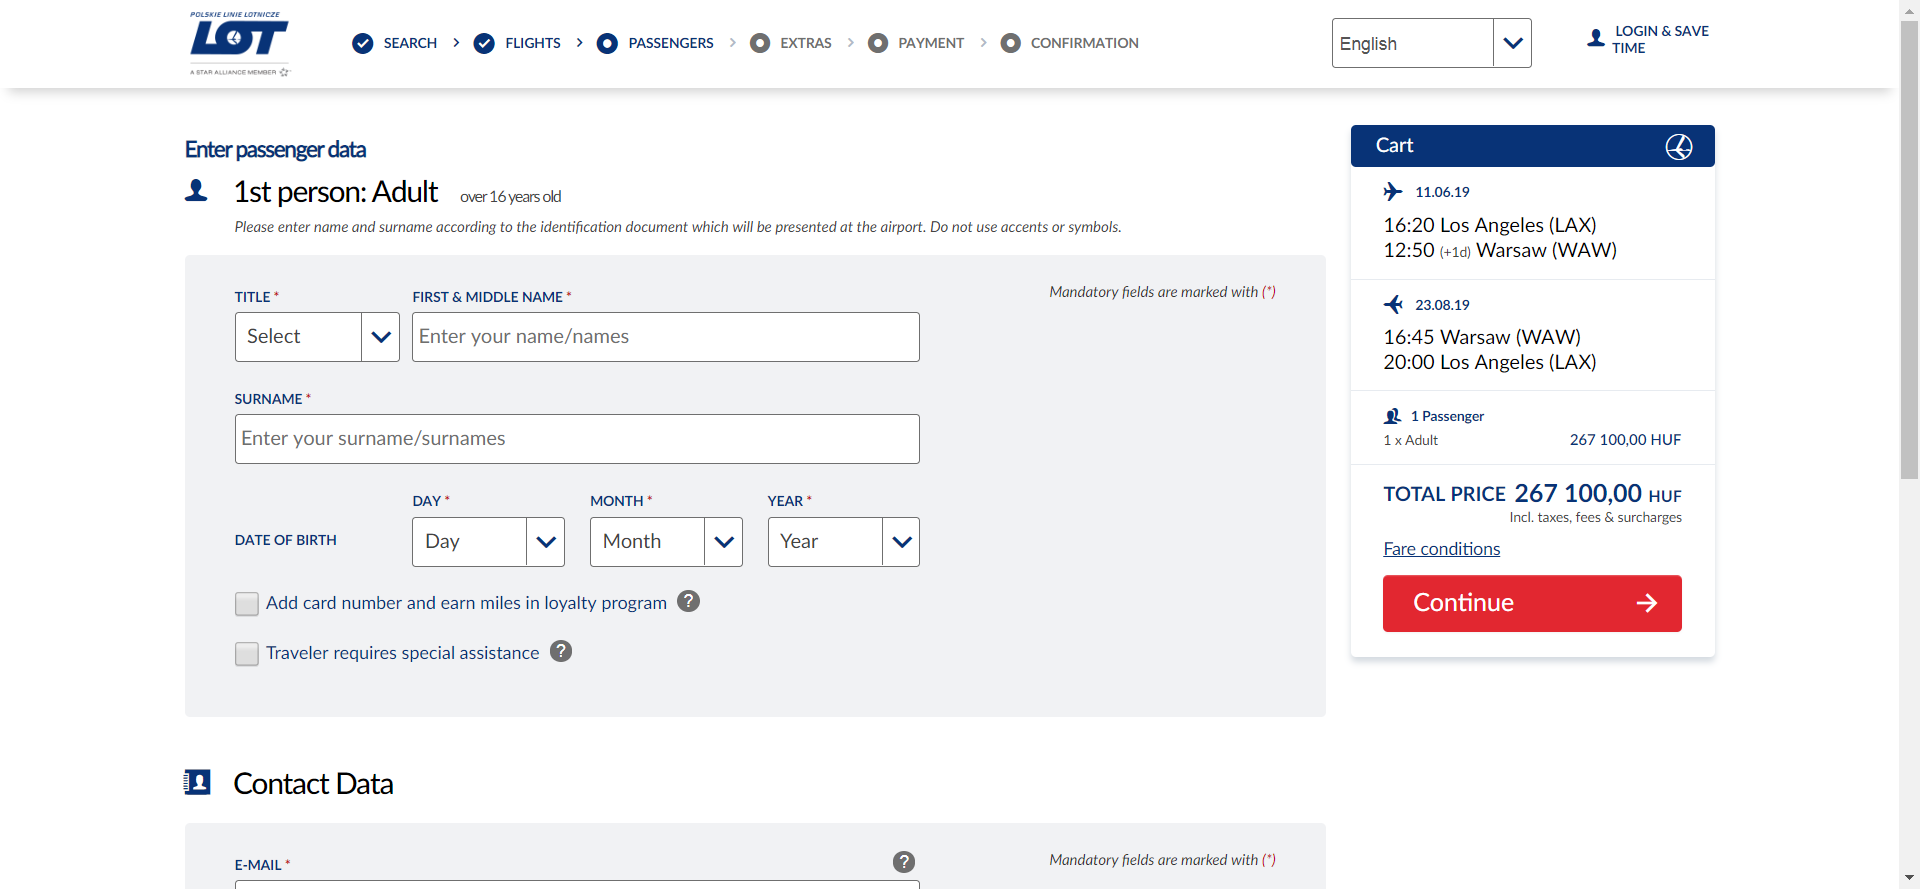 POLSKIE LINIE LOTNICZE
LOT
A STAR ALLIANCE MEMBER
SEARCH
FLIGHTS
PASSENGERS
EXTRAS
PAYMENT
CONFIRMATION
English
LOGIN & SAVE
TIME
Enter passenger data
1st person: Adult over 16 years old
Please enter name and surname according to the identification document which will be presented at the airport. Do not use accents or symbols.
Mandatory fields are marked with (*)
TITLE * FIRST & MIDDLE NAME *
Select Enter your name/names
SURNAME *
Enter your surname/surnames
DAY * MONTH * YEAR *
DATE OF BIRTH Day Month Year
Add card number and earn miles in loyalty program ?
Traveler requires special assistance ?
Contact Data
E-MAIL * ?
Mandatory fields are marked with (*)
Cart
11.06.19
16:20 Los Angeles (LAX)
12:50 (+1d) Warsaw (WAW)
23.08.19
16:45 Warsaw (WAW)
20:00 Los Angeles (LAX)
1 Passenger
1 x Adult 267 100,00 HUF
TOTAL PRICE 267 100,00 HUF
Incl. taxes, fees & surcharges
Fare conditions
Continue